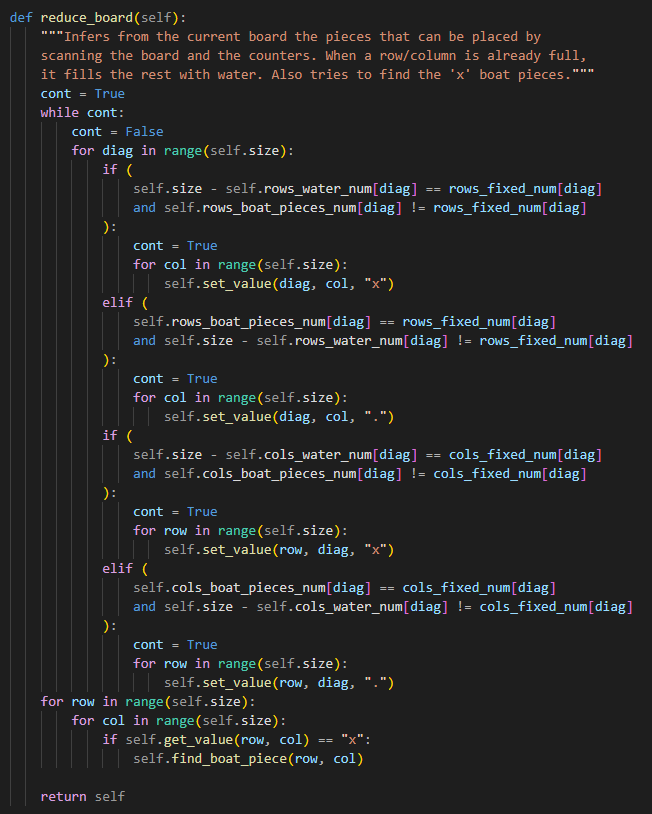 def reduce_board(self):
    """Infers from the current board the pieces that can be placed by
    scanning the board and the counters. When a row/column is already full,
    it fills the rest with water. Also tries to find the 'x' boat pieces."""
    cont = True
    while cont:
        cont = False
        for diag in range(self.size):
            if (
                self.size - self.rows_water_num[diag] == rows_fixed_num[diag]
                and self.rows_boat_pieces_num[diag] != rows_fixed_num[diag]
            ):
                cont = True
                for col in range(self.size):
                    self.set_value(diag, col, "x")
            elif (
                self.rows_boat_pieces_num[diag] == rows_fixed_num[diag]
                and self.size - self.rows_water_num[diag] != rows_fixed_num[diag]
            ):
                cont = True
                for col in range(self.size):
                    self.set_value(diag, col, ".")
            if (
                self.size - self.cols_water_num[diag] == cols_fixed_num[diag]
                and self.cols_boat_pieces_num[diag] != cols_fixed_num[diag]
            ):
                cont = True
                for row in range(self.size):
                    self.set_value(row, diag, "x")
            elif (
                self.cols_boat_pieces_num[diag] == cols_fixed_num[diag]
                and self.size - self.cols_water_num[diag] != cols_fixed_num[diag]
            ):
                cont = True
                for row in range(self.size):
                    self.set_value(row, diag, ".")
    for row in range(self.size):
        for col in range(self.size):
            if self.get_value(row, col) == "x":
                self.find_boat_piece(row, col)

    return self